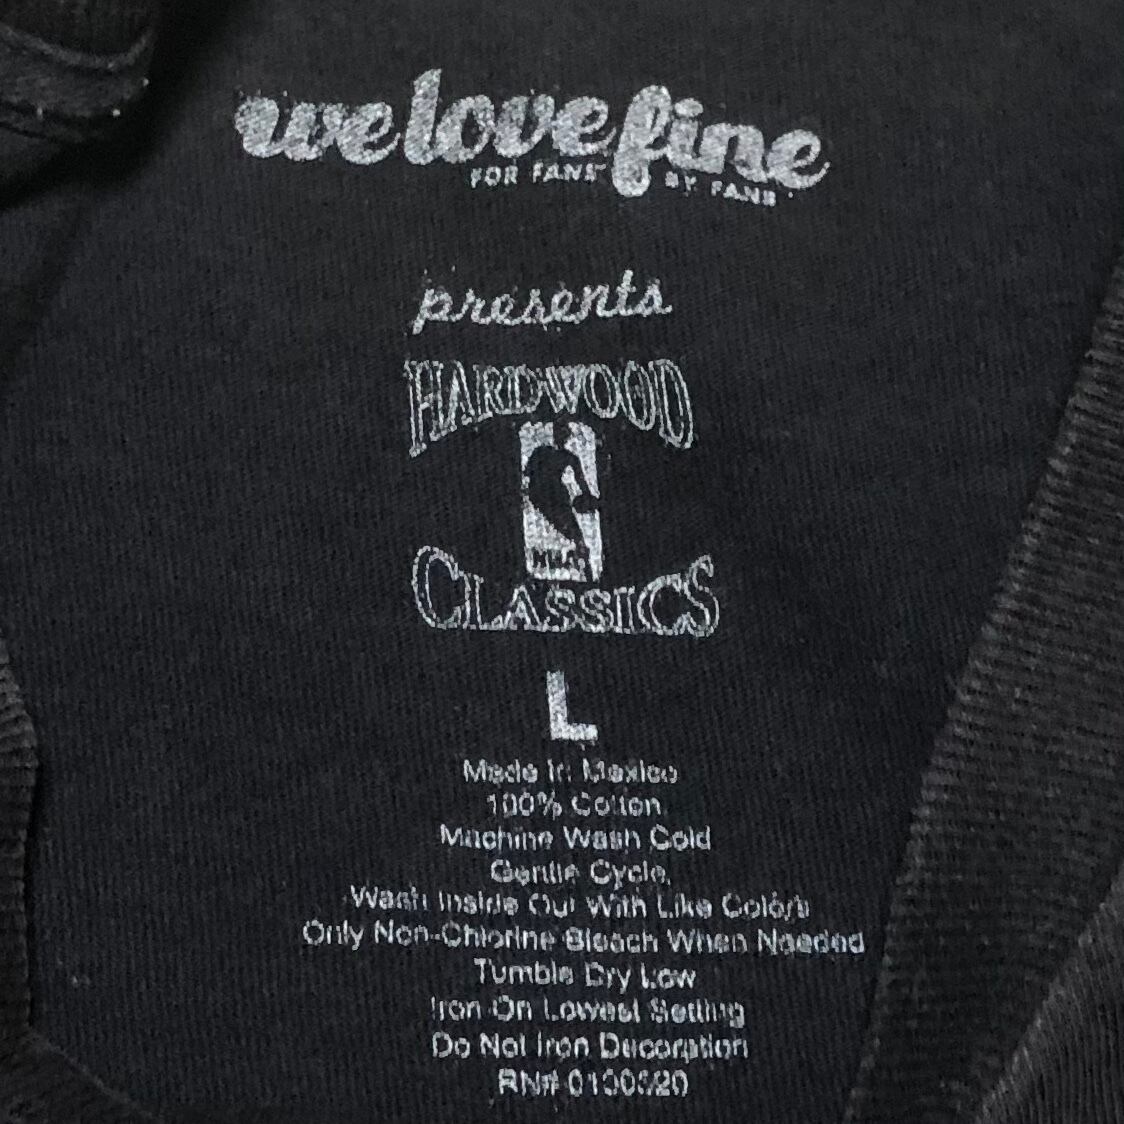 welovefine
FOR FANS BY FANS
presents
HARDWOOD
NBA
CLASSICS
L
Made In Mexico
100% Cotton
Machine Wash Cold
Gentle Cycle,
Wash Inside Out With Like Colors
Only Non-Chlorine Bleach When Needed
Tumble Dry Low
Iron On Lowest Setting
Do Not Iron Decoration
RN#